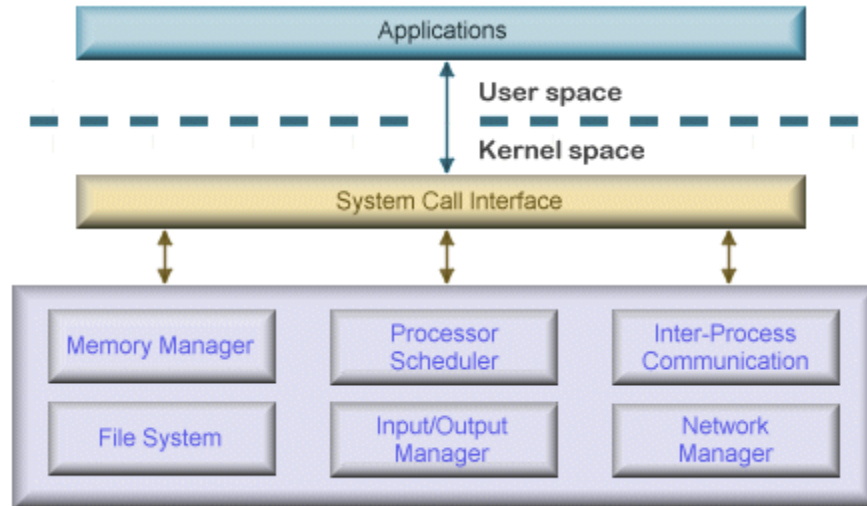 Applications
User space
Kernel space
System Call Interface
Memory Manager
Processor
Scheduler
Inter-Process
Communication
File System
Input/Output
Manager
Network
Manager